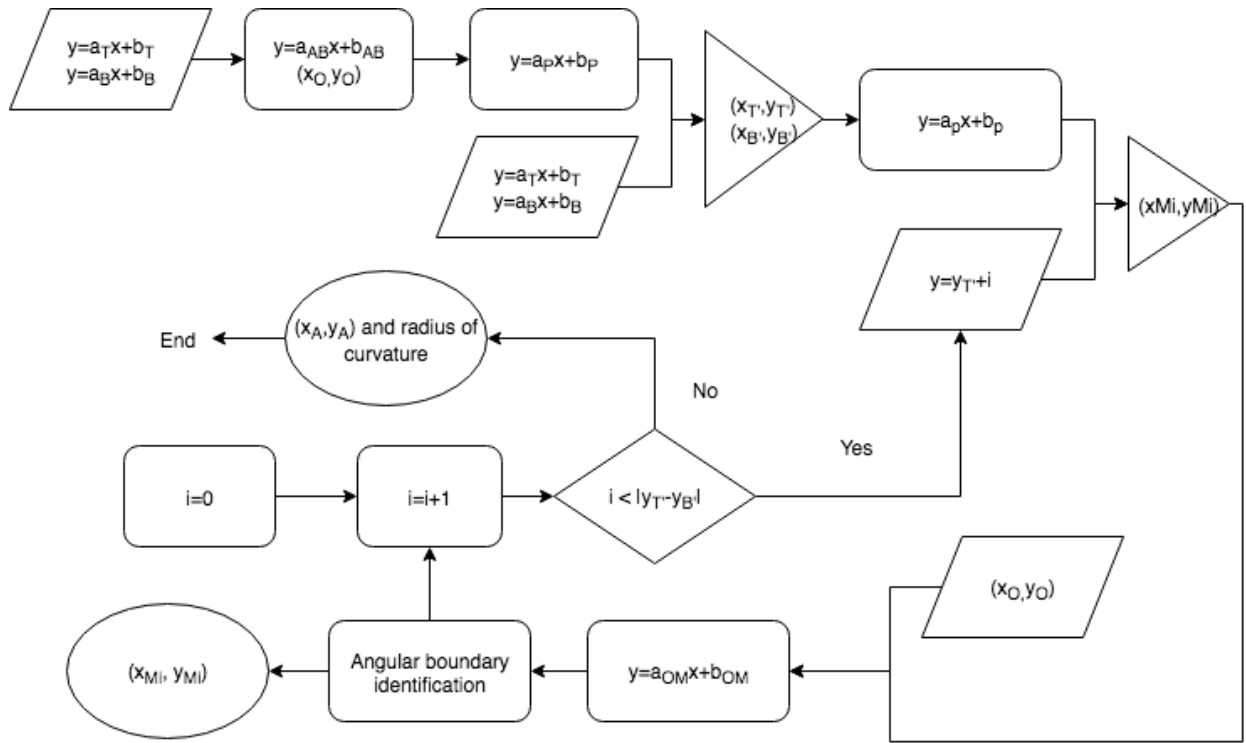 y=aTx+bT
y=aBx+bB
y=aABx+bAB
(xO,yO)
y=aPx+bP
(xT',yT')
(xB',yB')
y=apx+bp
y=aTx+bT
y=aBx+bB
(xMi,yMi)
y=yT'+i
(xA,yA) and radius of
curvature
End
No
Yes
i=0
i=i+1
i < |yT'-yB'|
(xO,yO)
(xMi, yMi)
Angular boundary
identification
y=aOMx+bOM